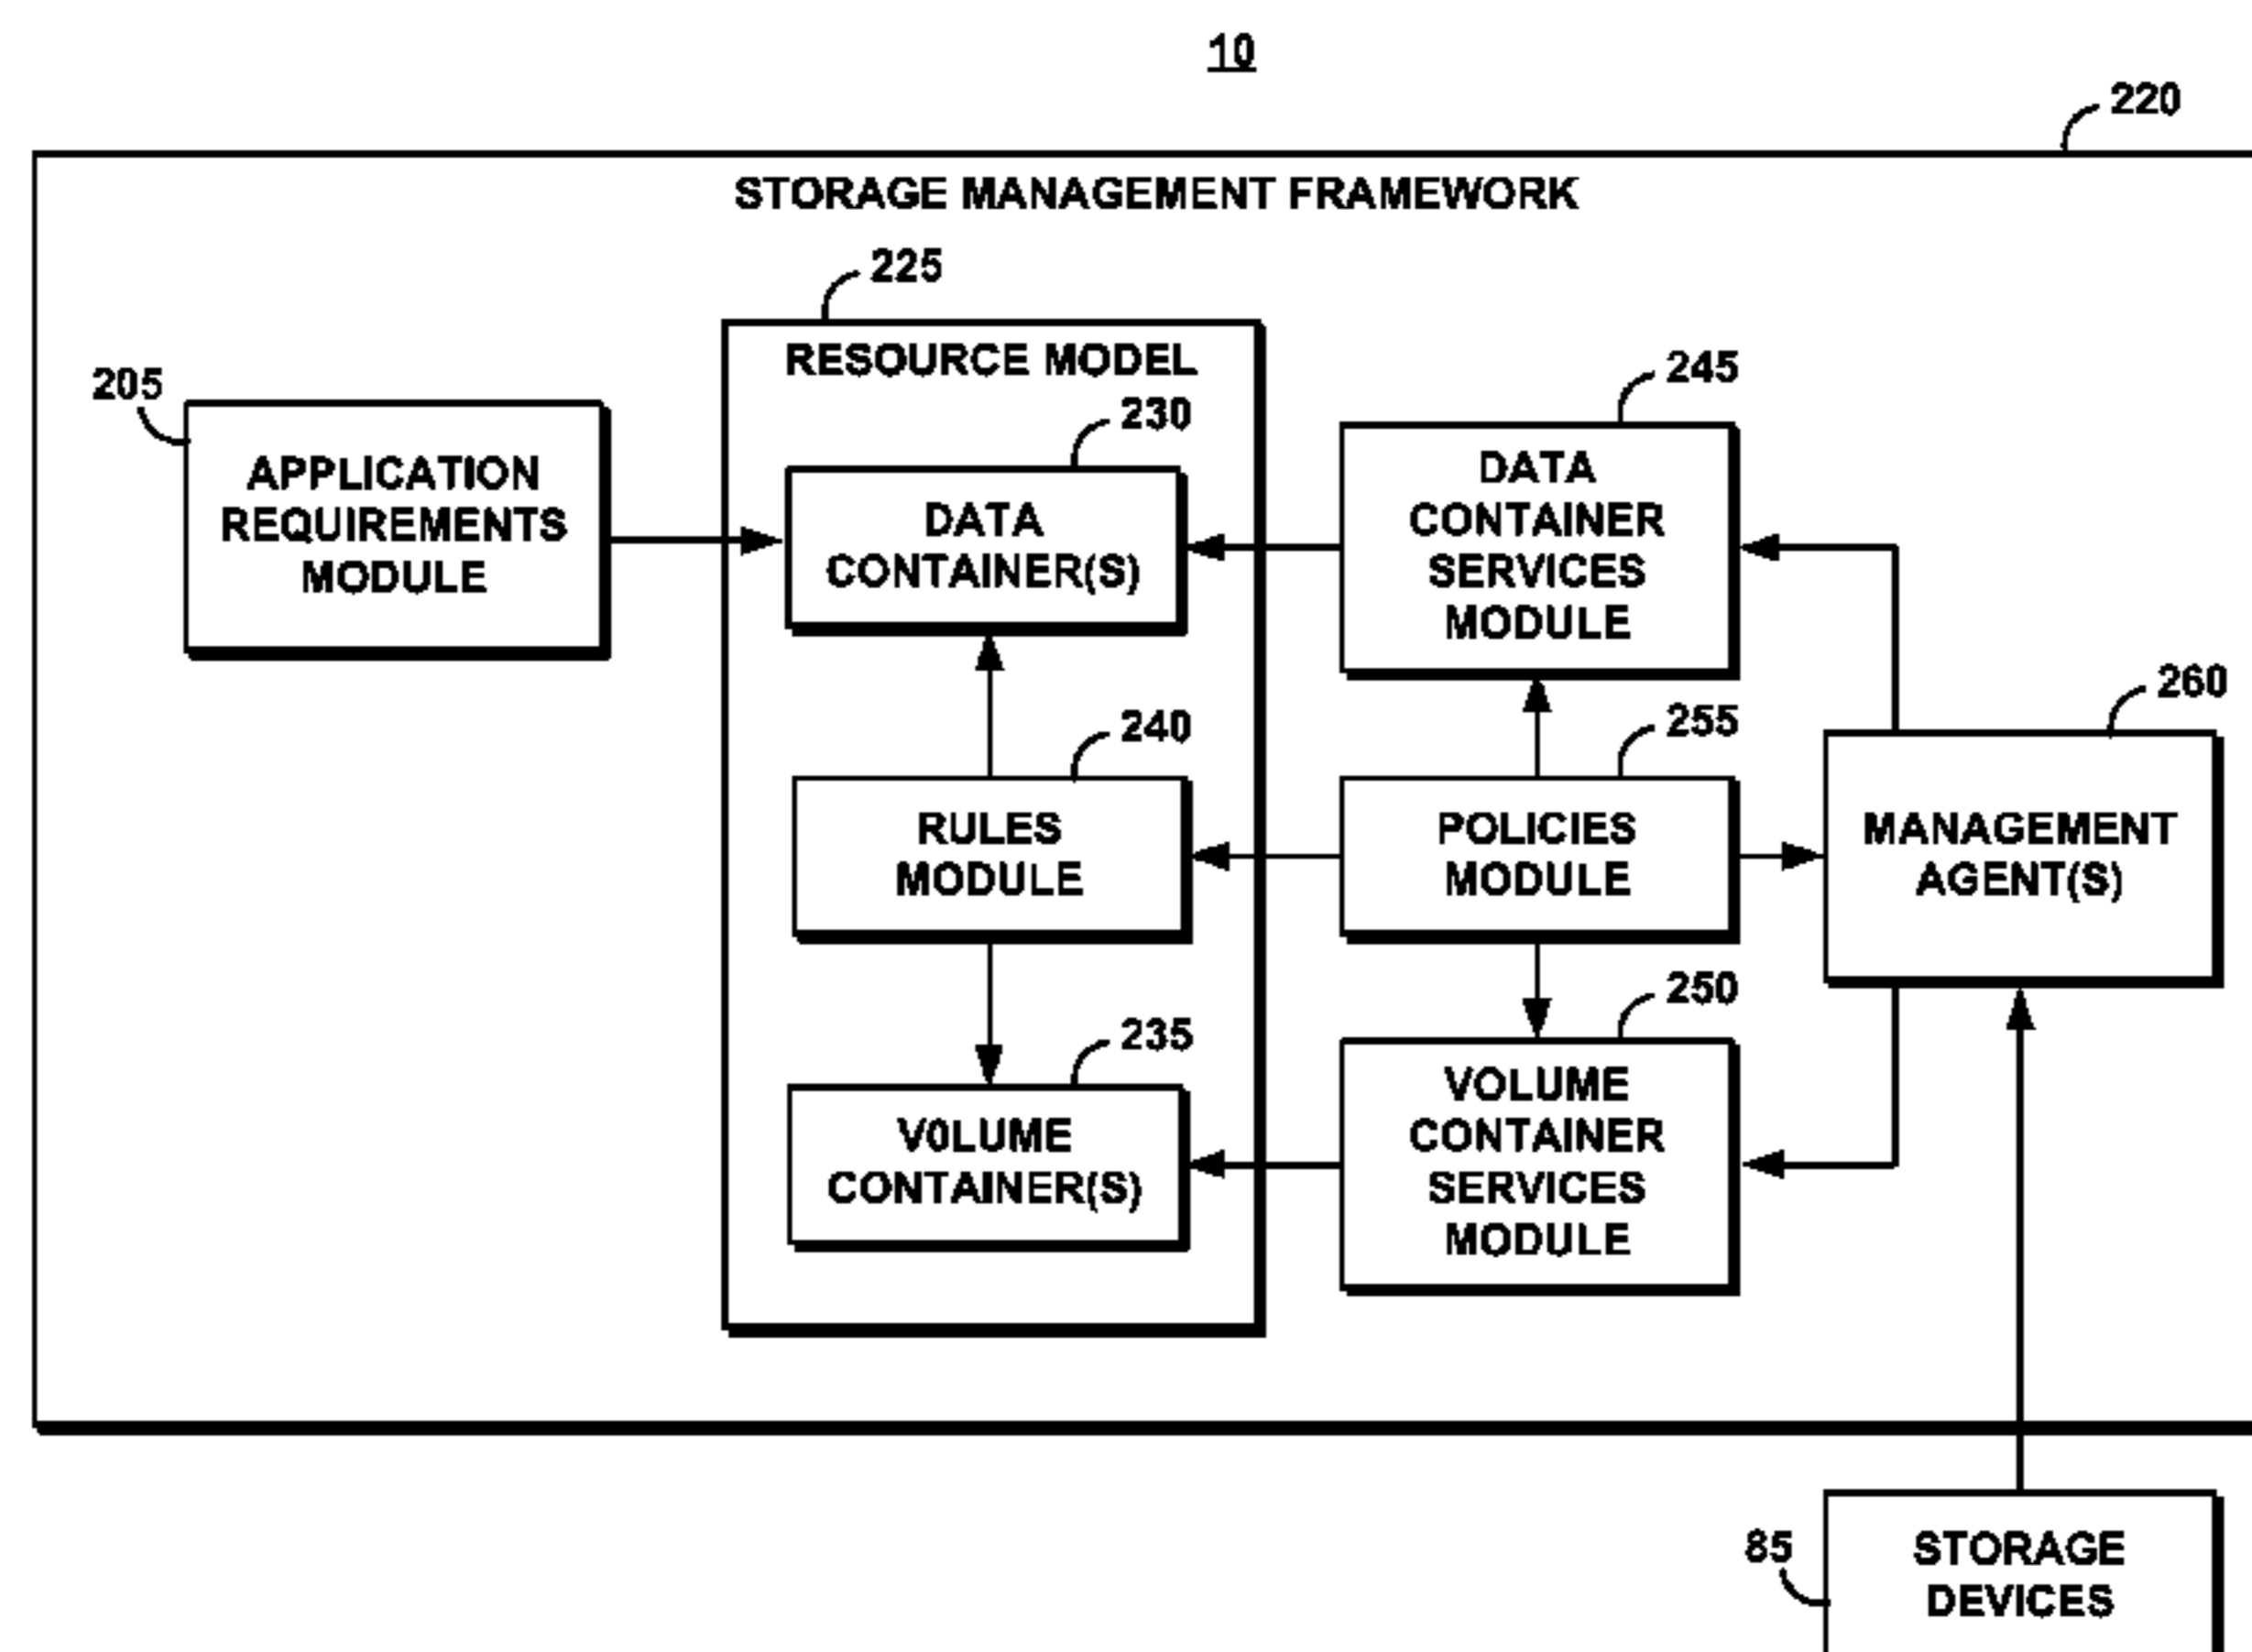 10
220
STORAGE MANAGEMENT FRAMEWORK
225
RESOURCE MODEL
205
APPLICATION
REQUIREMENTS
MODULE
230
DATA
CONTAINER(S)
245
DATA
CONTAINER
SERVICES
MODULE
240
RULES
MODULE
255
POLICIES
MODULE
260
MANAGEMENT
AGENT(S)
235
V0LUME
CONTAINER(S)
250
VOLUME
CONTAINER
SERVICES
MODULE
85
STORAGE
DEVICES